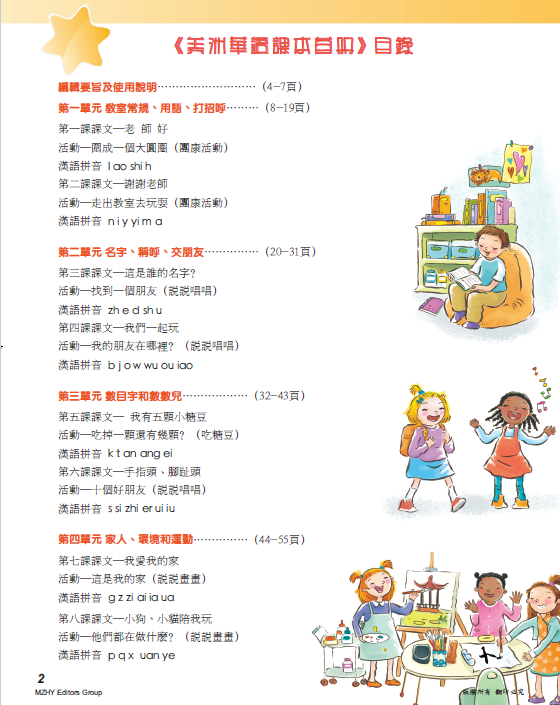 《美洲華語課本首冊》目錄
編輯要旨及使用說明………………………（4－7頁）
第一單元 教室常規、用語、打招呼………（8－19頁）
第一課課文—老 師 好
活動—圍成一個大圓圈（團康活動）
漢語拼音 l ao sh ih
第二課課文—謝謝老師
活動—走出教室去玩耍（團康活動）
漢語拼音 n i y yi m a
第二單元 名字、稱呼、交朋友……………（20－31頁）
第三課課文—這是誰的名字？
活動—找到一個朋友（説説唱唱）
漢語拼音 zh e d sh u
第四課課文—我們一起玩
活動—我的朋友在哪裡？（説説唱唱）
漢語拼音 b j o w wu ou iao
第三單元 數目字和數數兒………………（32－43頁）
第五課課文— 我有五顆小糖豆
活動—吃掉一顆還有幾顆？（吃糖豆）
漢語拼音 k t an ang ei
第六課課文—手指頭、腳趾頭
活動—十個好朋友（説説唱唱）
漢語拼音 s si zhi er ui iu
第四單元 家人、環境和運動……………（44－55頁）
第七課課文—我愛我的家
活動—這是我的家（説説畫畫）
漢語拼音 g z zi ai ia ua
第八課課文—小狗、小貓陪我玩
活動—他們都在做什麼？（説説畫畫）
漢語拼音 p q x uan ye
2
MZHY Editors Group
版權所有 翻印必究